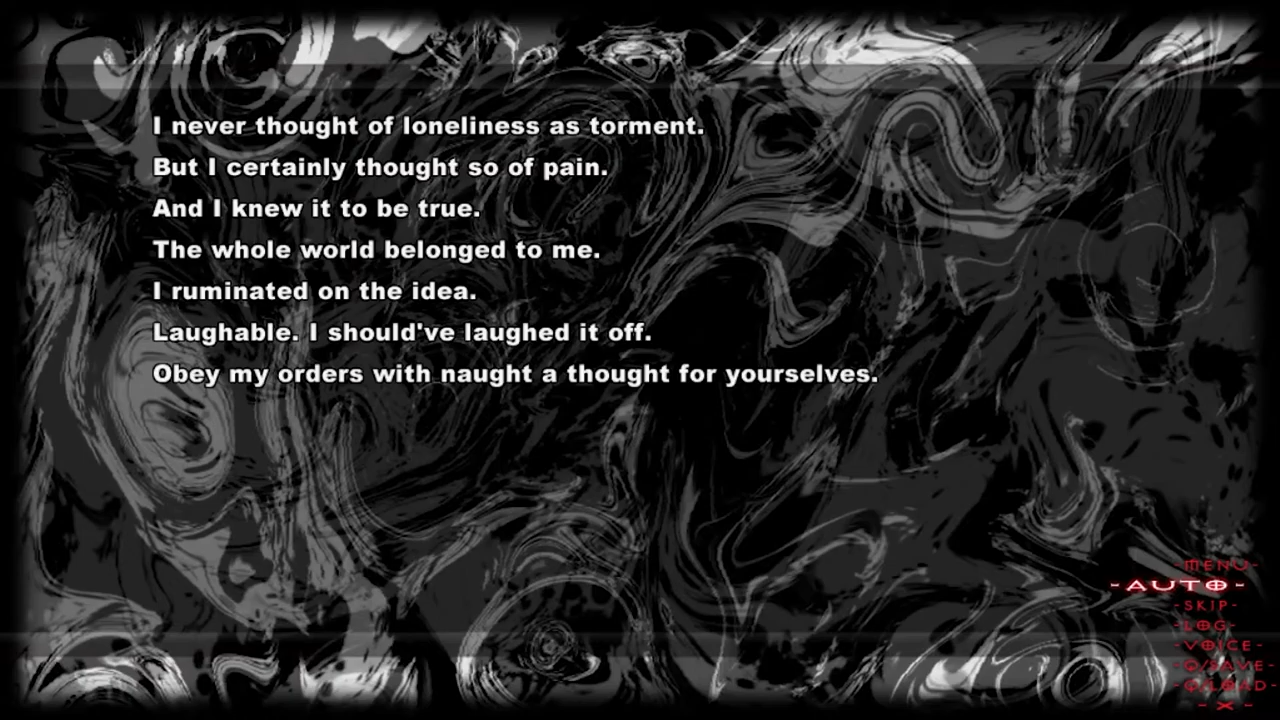 I never thought of loneliness as torment.
But I certainly thought so of pain.
And I knew it to be true.
The whole world belonged to me.
I ruminated on the idea.
Laughable. I should've laughed it off.
Obey my orders with naught a thought for yourselves.
-MENU-
-AUTO-
-SKIP-
-LOG-
-VOICE-
-Q/SAVE-
-Q/LOAD-
- X -